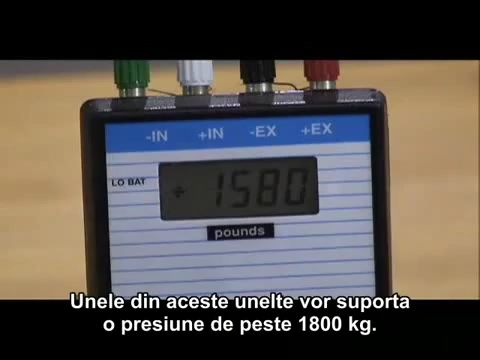 -IN +IN -EX +EX
LO BAT
+ 1580
pounds
Unele din aceste unelte vor suporta
o presiune de peste 1800 kg.